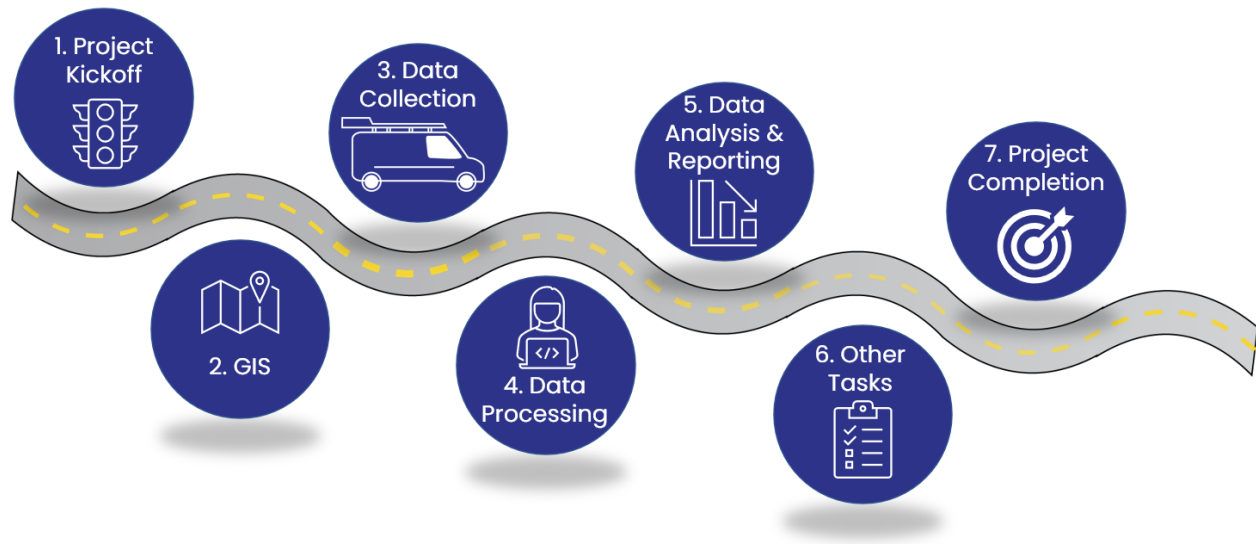 1. Project
Kickoff
2. GIS
3. Data
Collection
</>
4. Data
Processing
5. Data
Analysis &
Reporting
6. Other
Tasks
7. Project
Completion